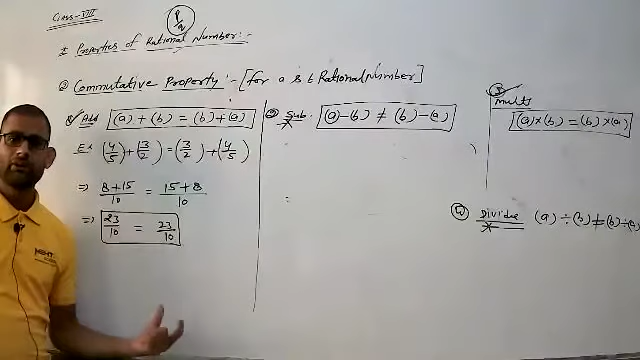 Class-VIII
P/q
⇒ Properties of Rational Number:-
@ Commutative Property:- [for a & b Rational Number]
① Add (a) + (b) = (b) + (a)
Ex (4/5) + (3/2) = (3/2) + (4/5)
⇒ 8+15/10 = 15+8/10
⇒ 23/10 = 23/10
② Sub. (a) - (b) ≠ (b) - (a)
③
mults
(a) × (b) = (b) × (a)
④ Divide (a) ÷ (b) ≠ (b) ÷ (a)